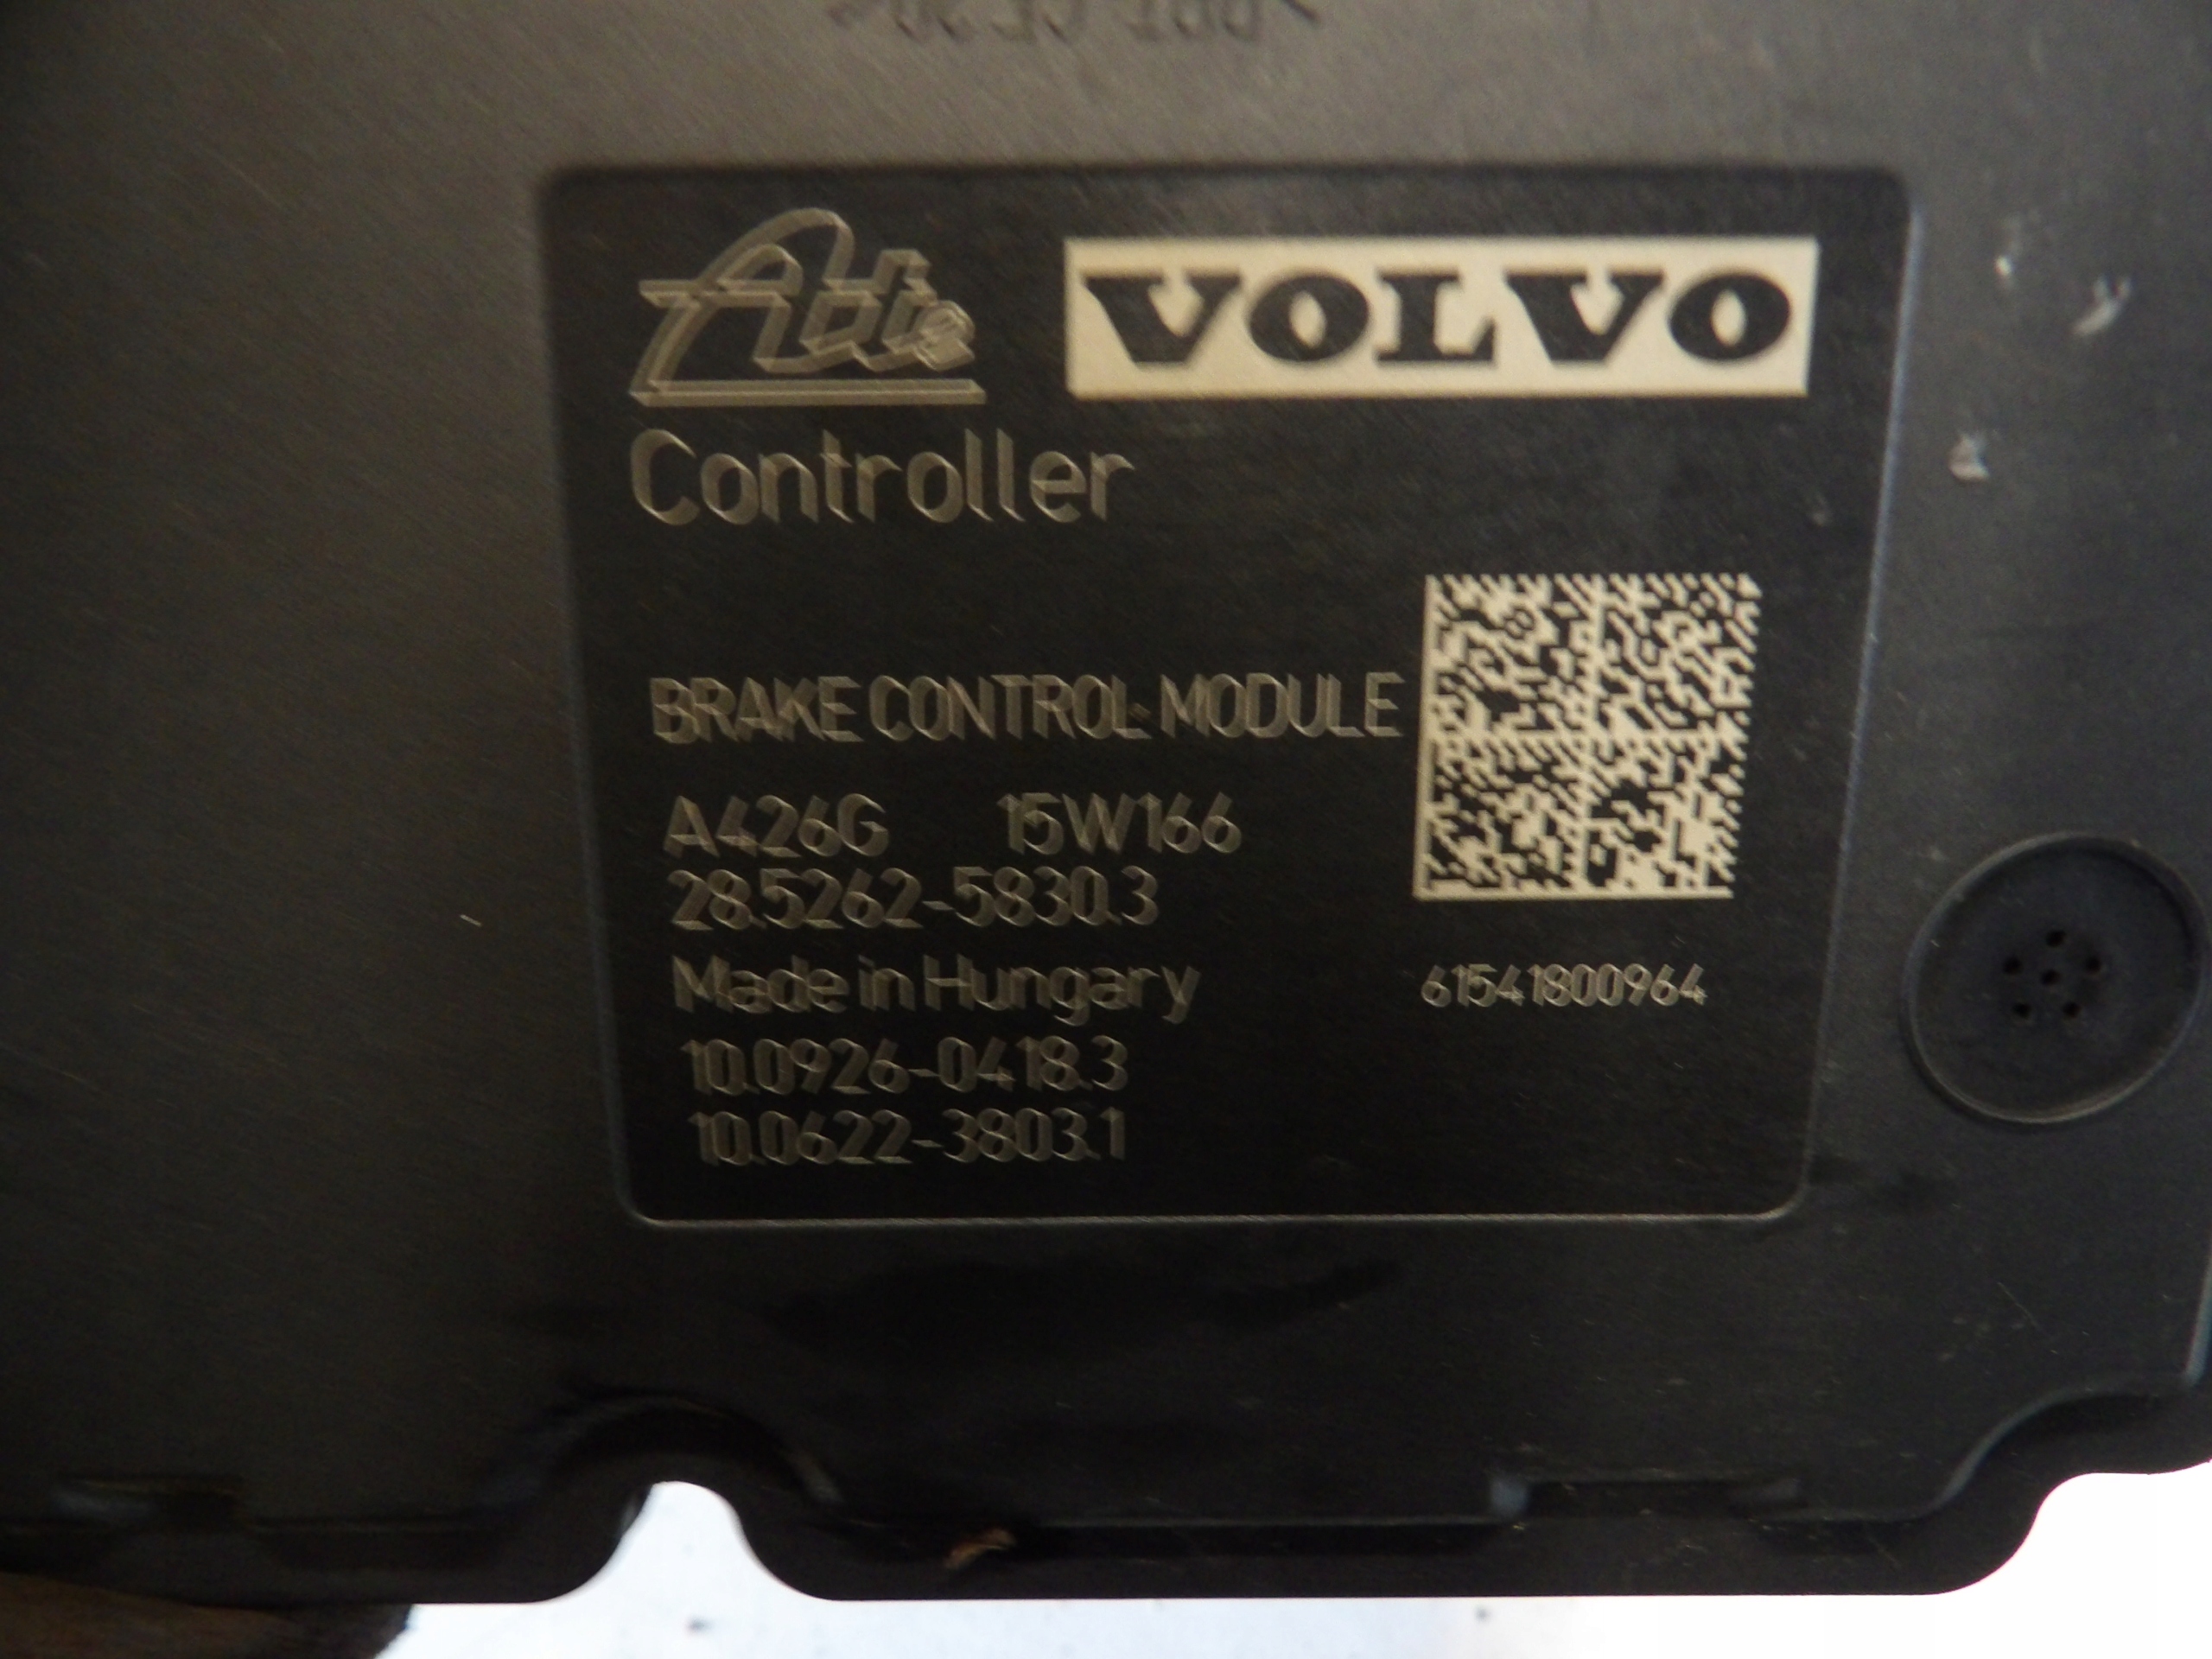 Ate VOLVO
Controller
BRAKE CONTROL MODULE
A426G 15W166
28.5262-5830.3
Made in Hungary 61541800964
10.0926-0418.3
10.0622-3803.1